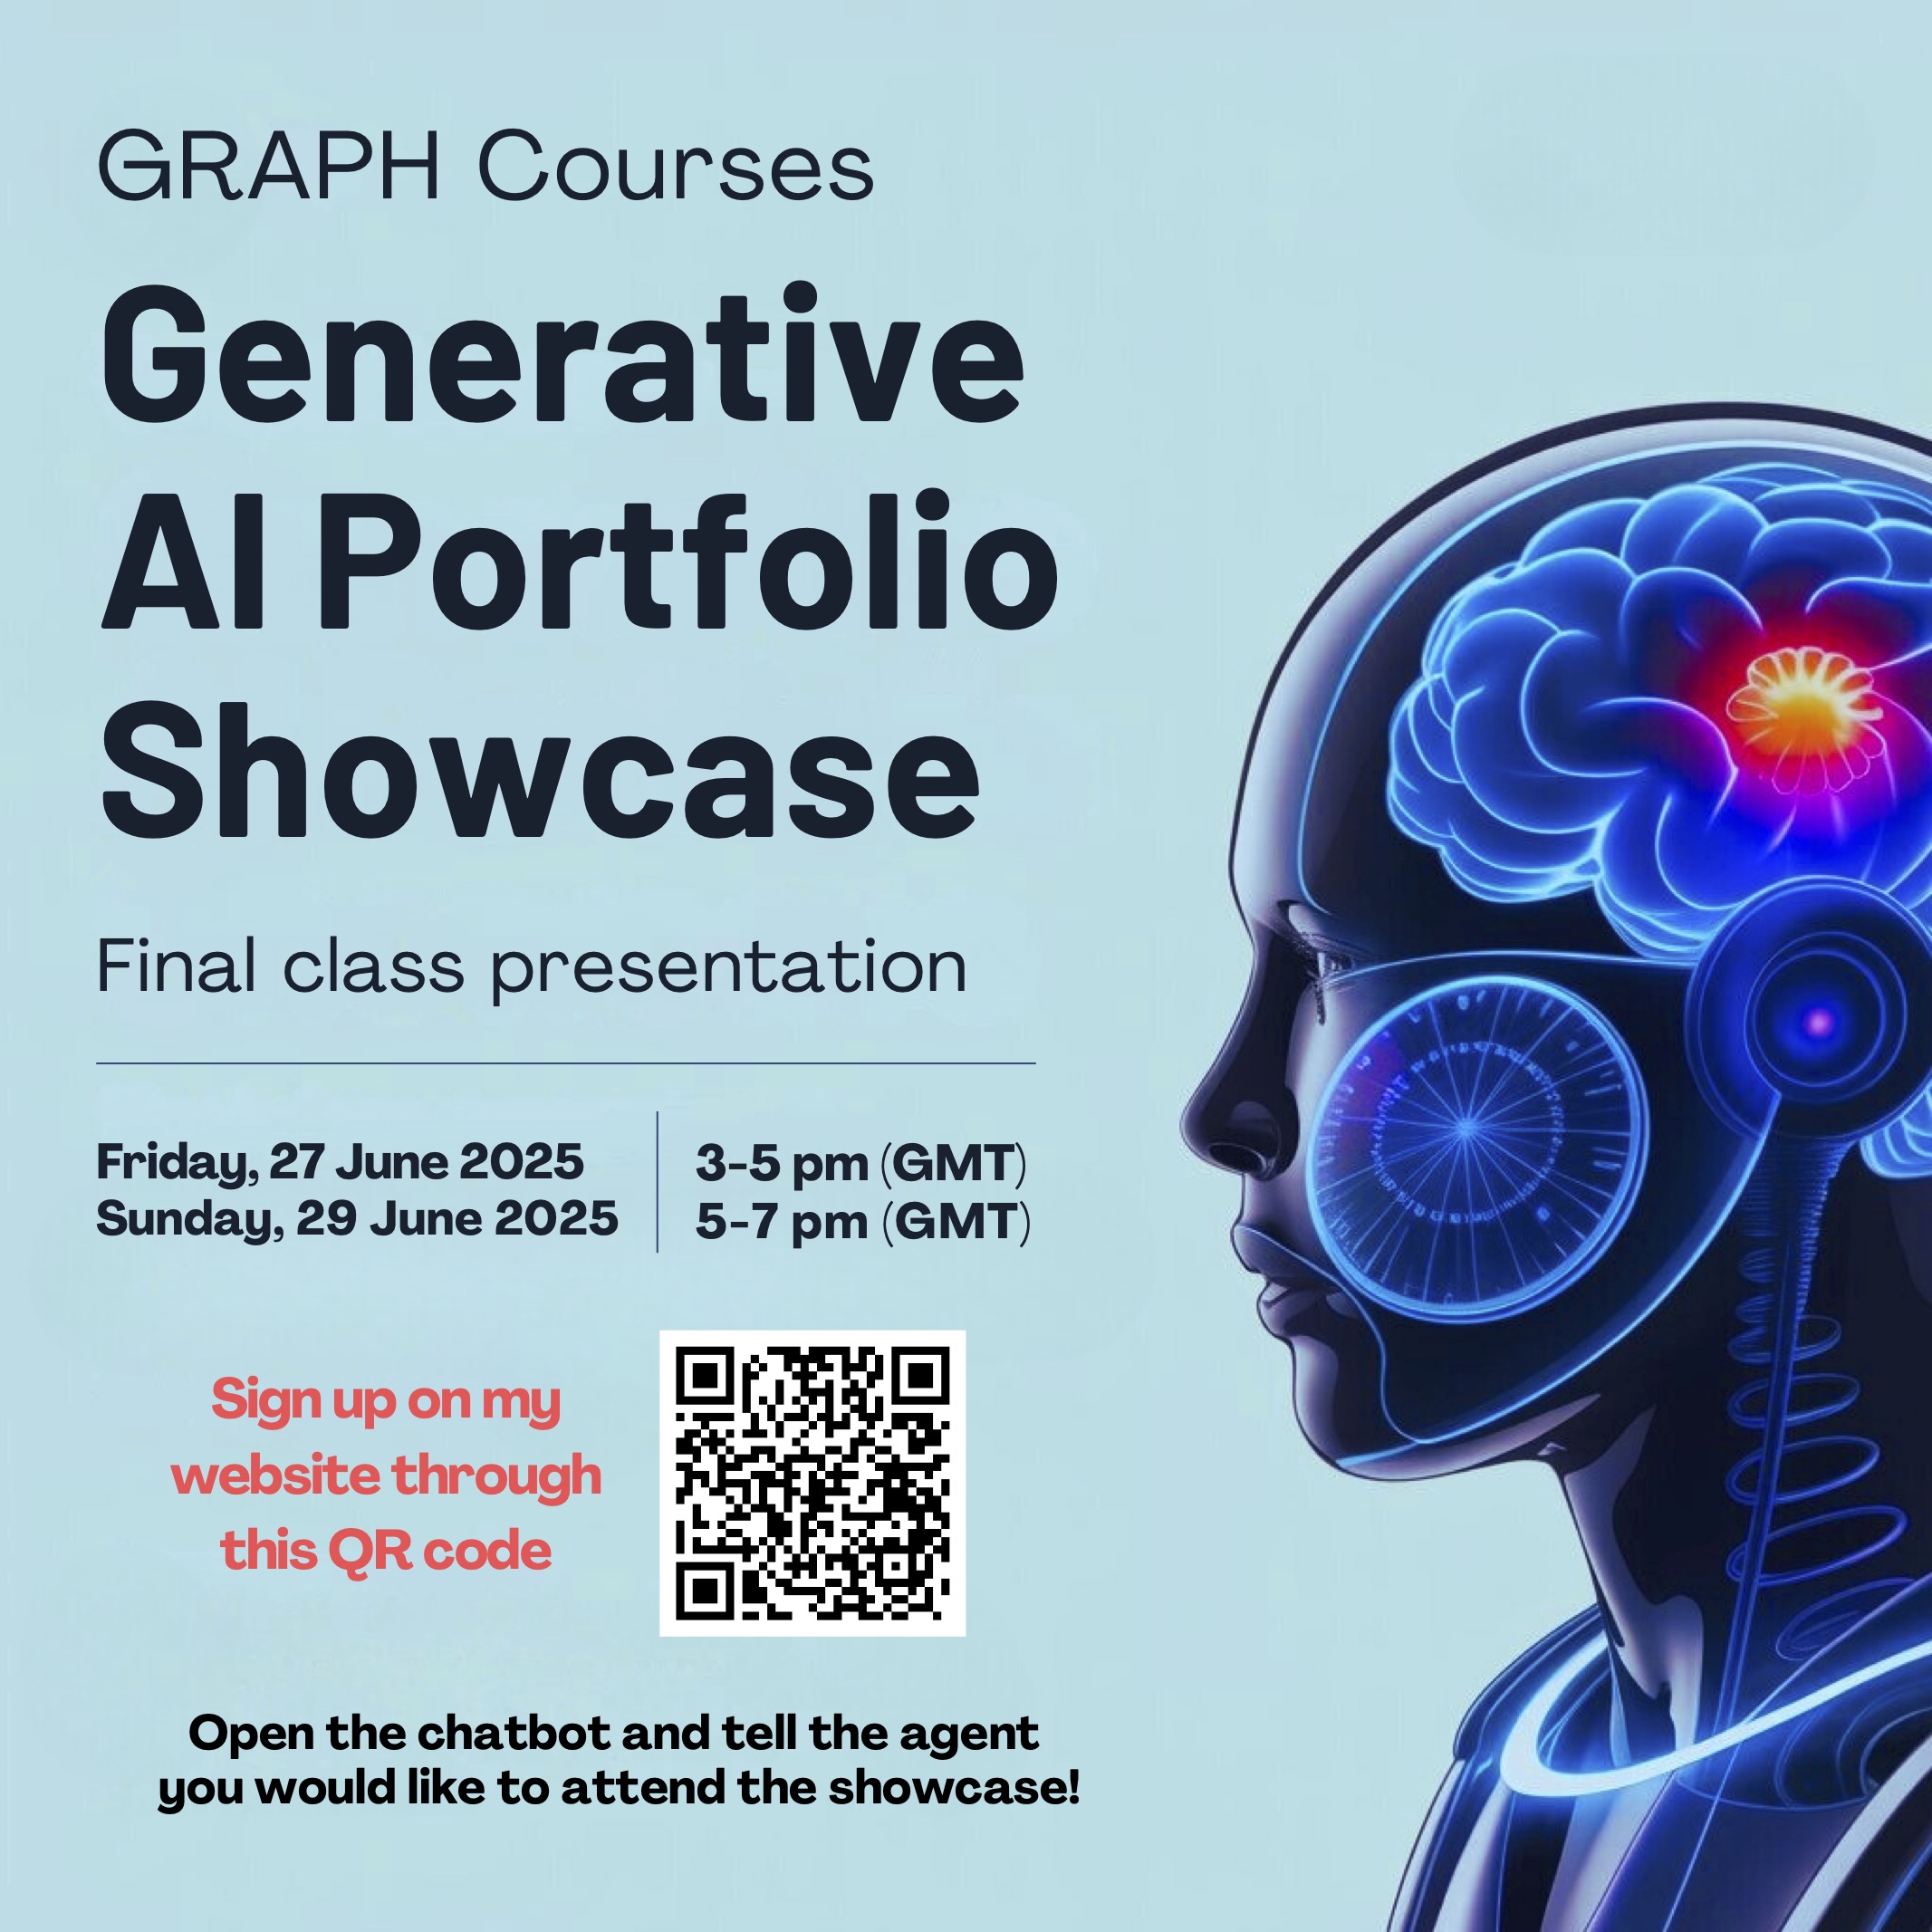 GRAPH Courses
Generative
AI Portfolio
Showcase
Final class presentation
Friday, 27 June 2025
Sunday, 29 June 2025
3-5 pm (GMT)
5-7 pm (GMT)
Sign up on my
website through
this QR code
Open the chatbot and tell the agent
you would like to attend the showcase!